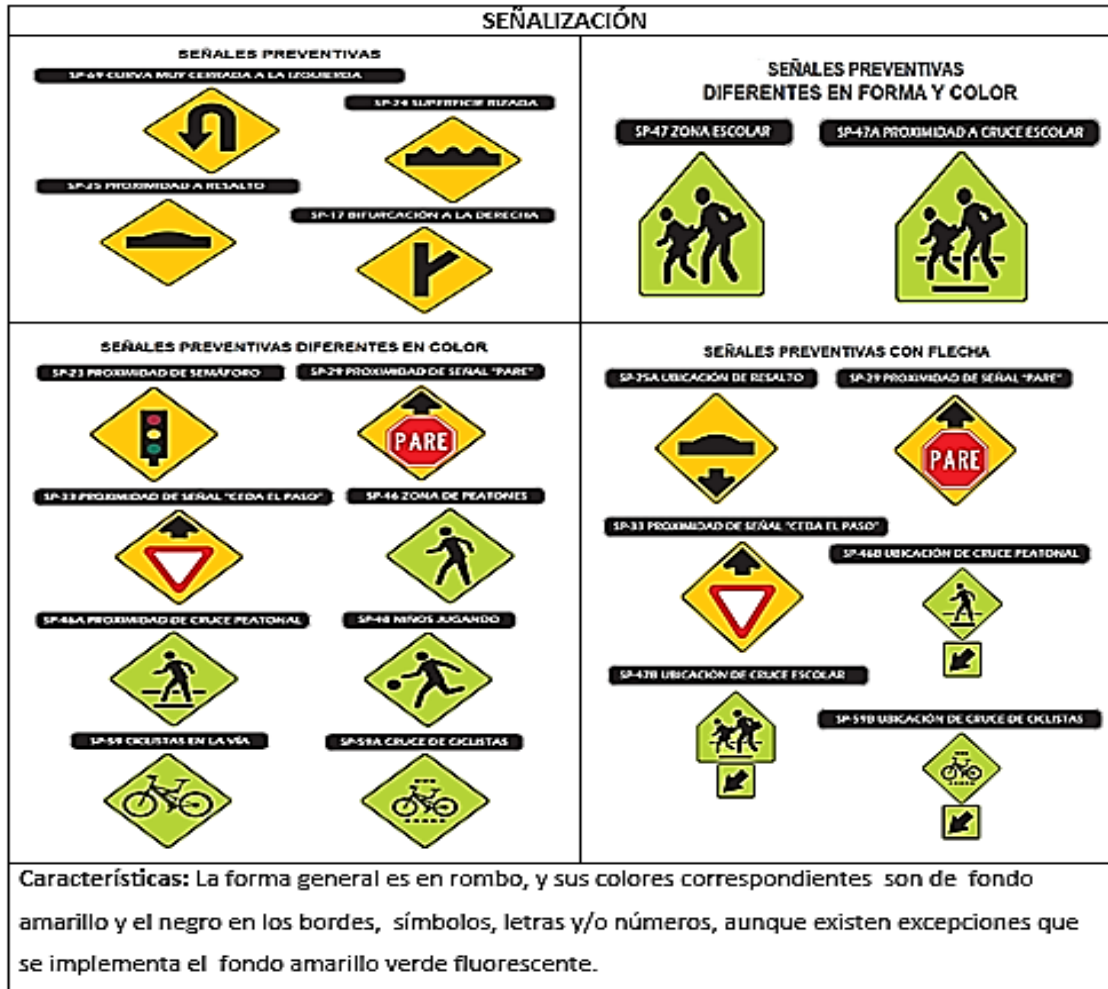 SEÑALIZACIÓN
SEÑALES PREVENTIVAS
SP-69 CURVA MUY CERRADA A LA IZQUIERDA
SP-24 SUPERFICIE RIZADA
SP-25 PROXIMIDAD A RESALTO
SP-17 BIFURCACIÓN A LA DERECHA
SEÑALES PREVENTIVAS
DIFERENTES EN FORMA Y COLOR
SP-47 ZONA ESCOLAR
SP-47A PROXIMIDAD A CRUCE ESCOLAR
SEÑALES PREVENTIVAS DIFERENTES EN COLOR
SP-23 PROXIMIDAD DE SEMÁFORO
SP-29 PROXIMIDAD DE SEÑAL "PARE"
PARE
SP-33 PROXIMIDAD DE SEÑAL "CEDA EL PASO"
SP-46 ZONA DE PEATONES
SP-46A PROXIMIDAD DE CRUCE PEATONAL
SP-48 NIÑOS JUGANDO
SP-59 CICLISTAS EN LA VÍA
SP-59A CRUCE DE CICLISTAS
SEÑALES PREVENTIVAS CON FLECHA
SP-25A UBICACIÓN DE RESALTO
SP-29 PROXIMIDAD DE SEÑAL "PARE"
PARE
SP-33 PROXIMIDAD DE SEÑAL "CEDA EL PASO"
SP-46B UBICACIÓN DE CRUCE PEATONAL
SP-47B UBICACIÓN DE CRUCE ESCOLAR
SP-59B UBICACIÓN DE CRUCE DE CICLISTAS
Características: La forma general es en rombo, y sus colores correspondientes son de fondo
amarillo y el negro en los bordes, símbolos, letras y/o números, aunque existen excepciones que
se implementa el fondo amarillo verde fluorescente.